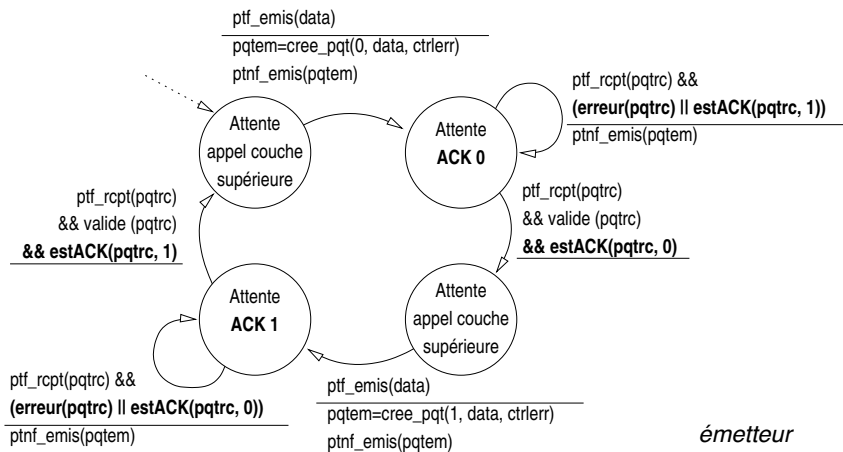 ptf_emis(data)
pqtem=cree_pqt(0, data, ctrlerr)
ptnf_emis(pqtem)
ptf_rcpt(pqtrc) &&
(erreur(pqtrc) || estACK(pqtrc, 1))
ptnf_emis(pqtem)
Attente
appel couche
supérieure
Attente
ACK 0
ptf_rcpt(pqtrc)
&& valide (pqtrc)
&& estACK(pqtrc, 1)
ptf_rcpt(pqtrc)
&& valide (pqtrc)
&& estACK(pqtrc, 0)
Attente
ACK 1
Attente
appel couche
supérieure
ptf_rcpt(pqtrc) &&
(erreur(pqtrc) || estACK(pqtrc, 0))
ptnf_emis(pqtem)
ptf_emis(data)
pqtem=cree_pqt(1, data, ctrlerr)
ptnf_emis(pqtem)
émetteur